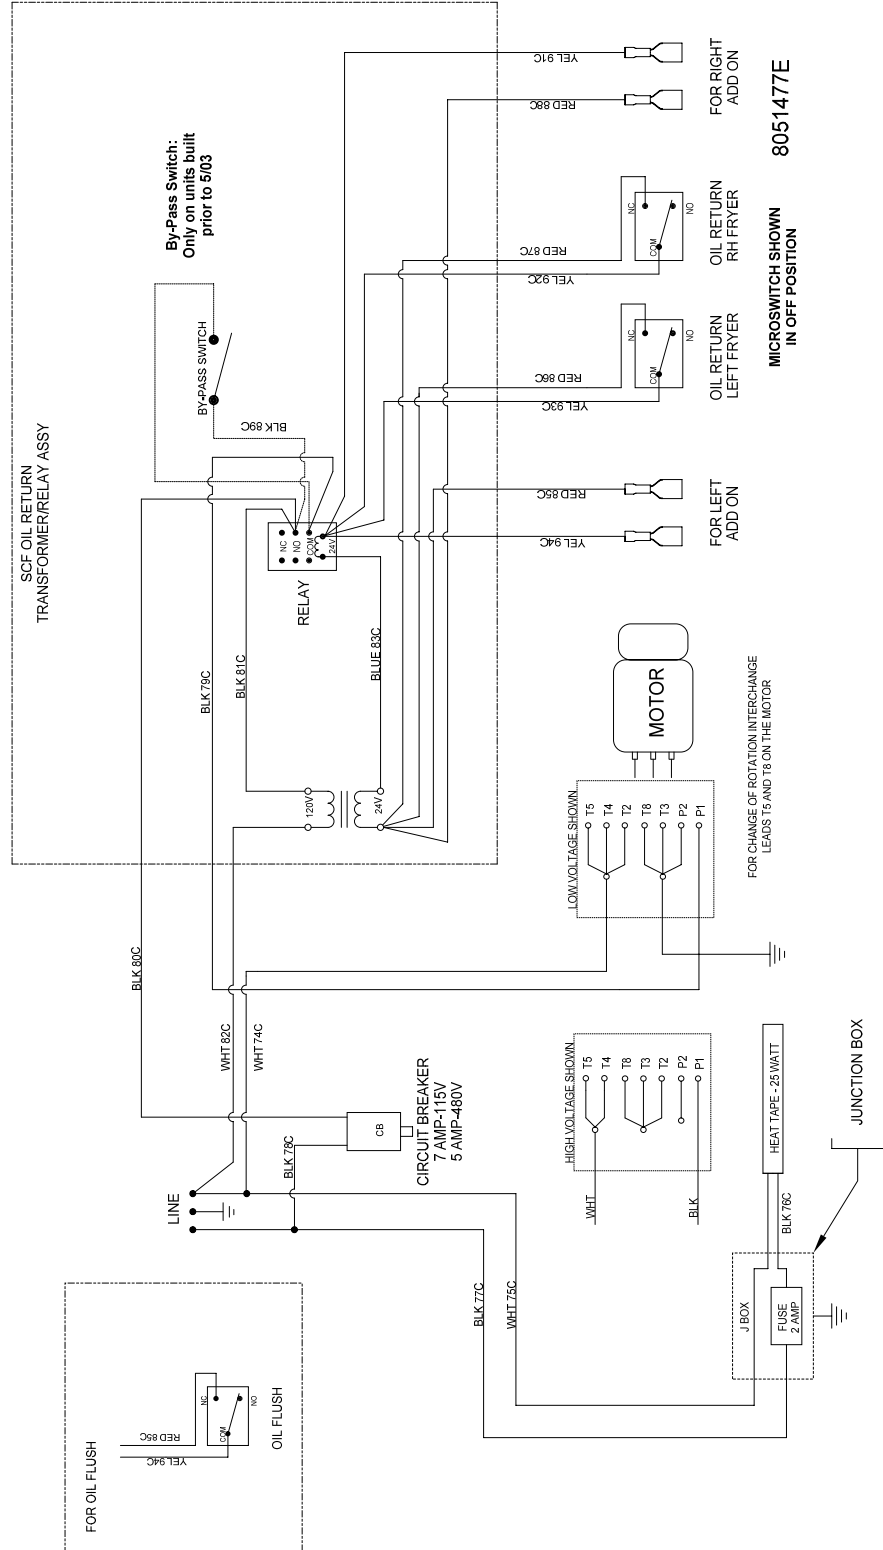 SCF OIL RETURN
TRANSFORMER/RELAY ASSY
By-Pass Switch:
Only on units built
prior to 5/03
BY-PASS SWITCH
BLK 89C
NC
NO
COM
24V
RELAY
BLK 79C
BLK 81C
BLUE 83C
120V
24V
YEL 91C
RED 88C
FOR RIGHT
ADD ON
8051477E
RED 87C
YEL 92C
NC
COM
NO
OIL RETURN
RH FRYER
RED 86C
YEL 93C
NC
COM
NO
OIL RETURN
LEFT FRYER
MICROSWITCH SHOWN
IN OFF POSITION
RED 85C
YEL 94C
FOR LEFT
ADD ON
MOTOR
LOW VOLTAGE SHOWN
T5
T4
T2
T8
T3
P2
P1
FOR CHANGE OF ROTATION INTERCHANGE
LEADS T5 AND T8 ON THE MOTOR
BLK 80C
WHT 82C
WHT 74C
LINE
BLK 78C
CB
CIRCUIT BREAKER
7 AMP-115V
5 AMP-480V
HIGH VOLTAGE SHOWN
T5
T4
T8
T3
T2
P2
P1
WHT
BLK
HEAT TAPE - 25 WATT
BLK 76C
JUNCTION BOX
J BOX
FUSE
2 AMP
BLK 77C
WHT 75C
FOR OIL FLUSH
RED 85C
YEL 94C
NC
COM
NO
OIL FLUSH